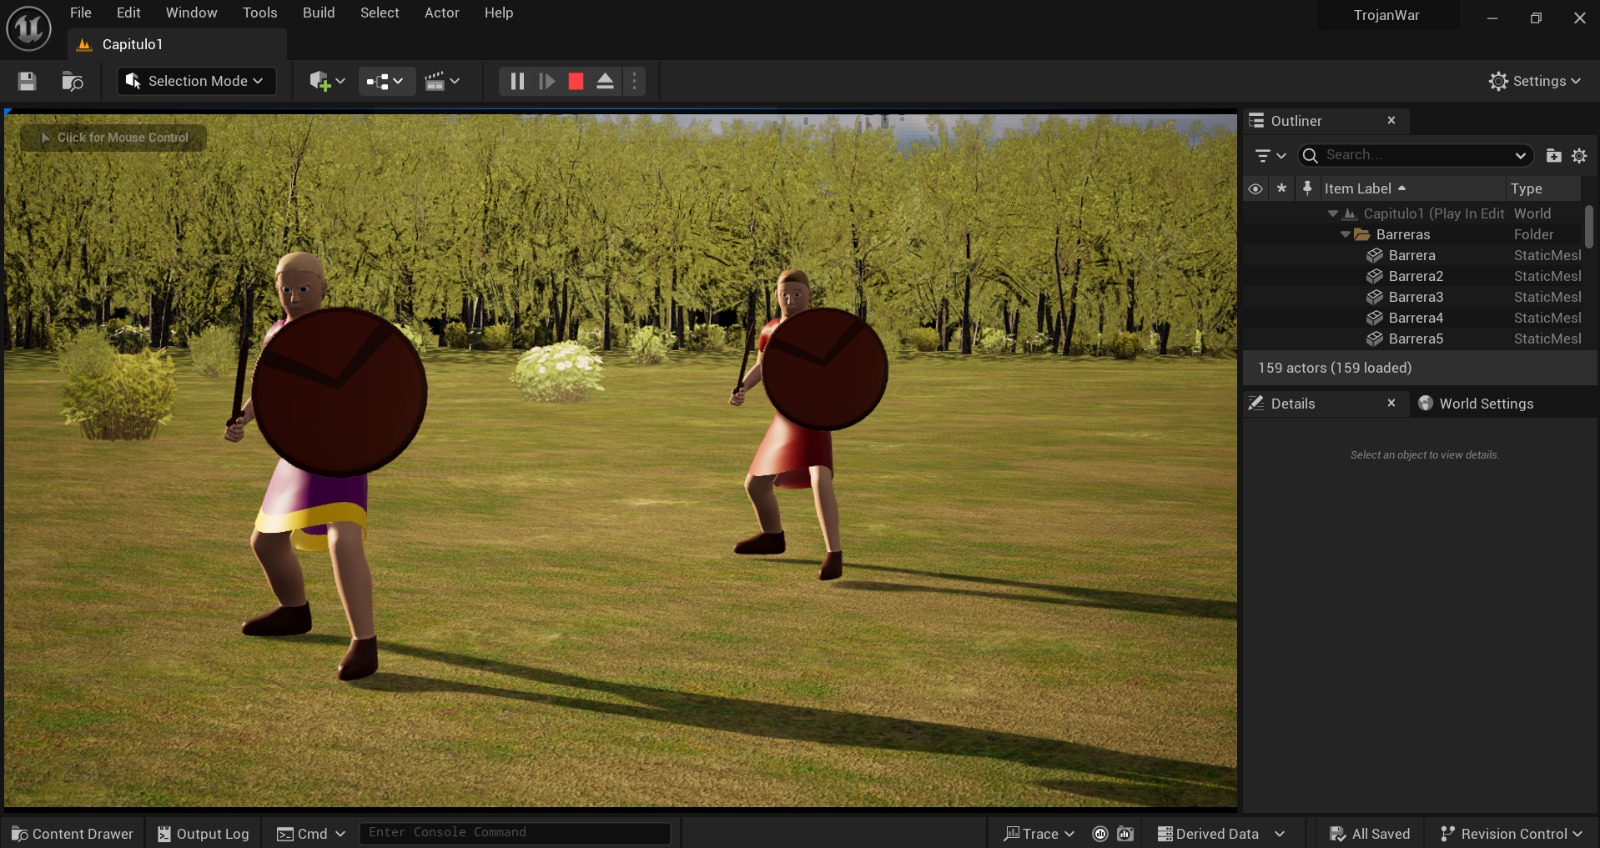 File Edit Window Tools Build Select Actor Help
TrojanWar
Capitulo1
Selection Mode
Settings
Click for Mouse Control
Outliner
Search...
Item Label Type
Capitulo1 (Play In Edit World
Barreras Folder
Barrera StaticMesl
Barrera2 StaticMesl
Barrera3 StaticMesl
Barrera4 StaticMesl
Barrera5 StaticMesl
159 actors (159 loaded)
Details World Settings
Select an object to view details.
Content Drawer Output Log Cmd Enter Console Command Trace Derived Data All Saved Revision Control